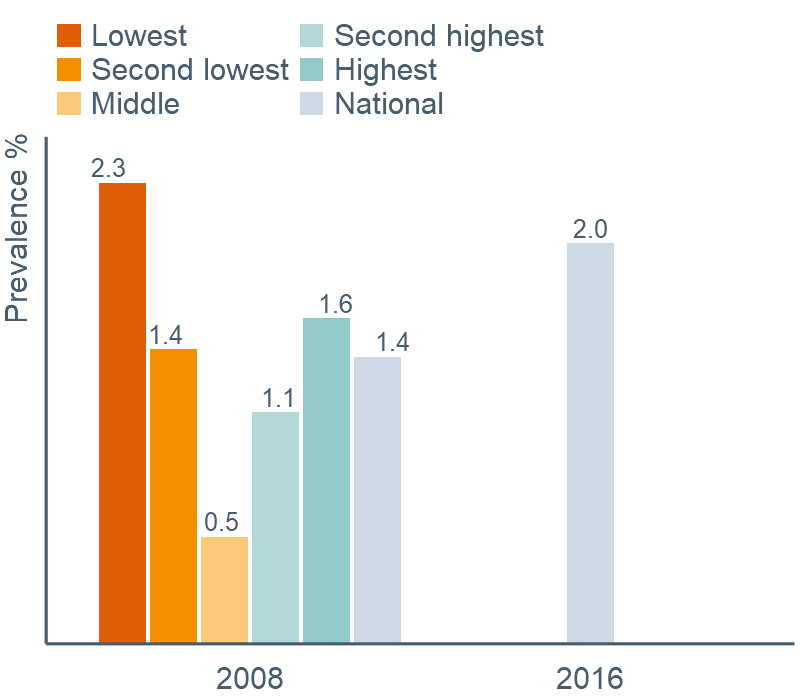 Lowest
Second lowest
Middle
Second highest
Highest
National
Prevalence %
2.3
1.4
0.5
1.1
1.6
1.4
2.0
2008
2016